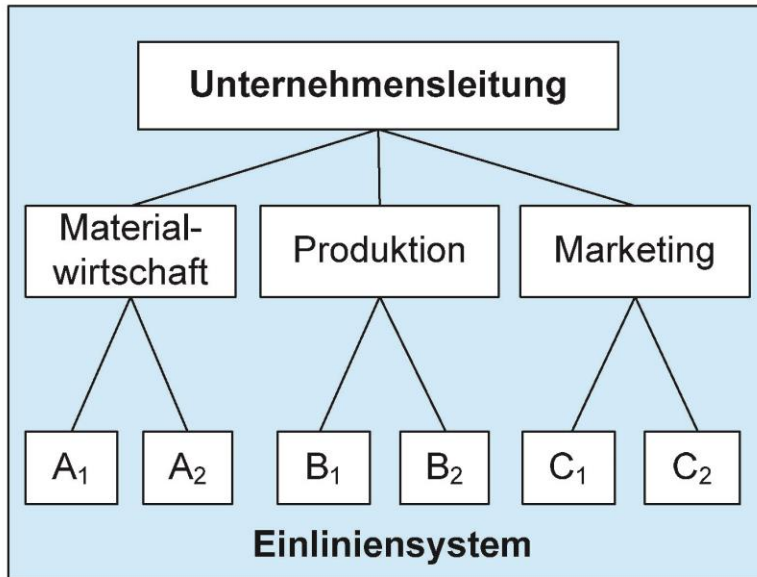 Unternehmensleitung
Material-
wirtschaft
Produktion
Marketing
A₁
A₂
B₁
B₂
C₁
C₂
Einliniensystem